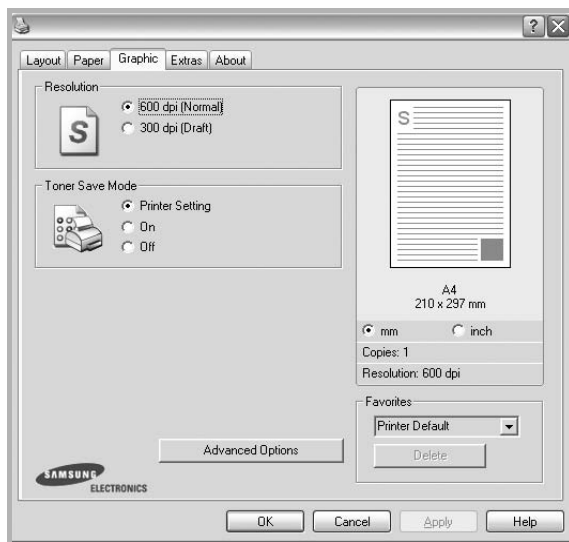 Layout Paper Graphic Extras About
Resolution
S
600 dpi (Normal)
300 dpi (Draft)
Toner Save Mode
Printer Setting
On
Off
S
A4
210 x 297 mm
mm inch
Copies: 1
Resolution: 600 dpi
Favorites
Printer Default
Delete
Advanced Options
SAMSUNG
ELECTRONICS
OK Cancel Apply Help